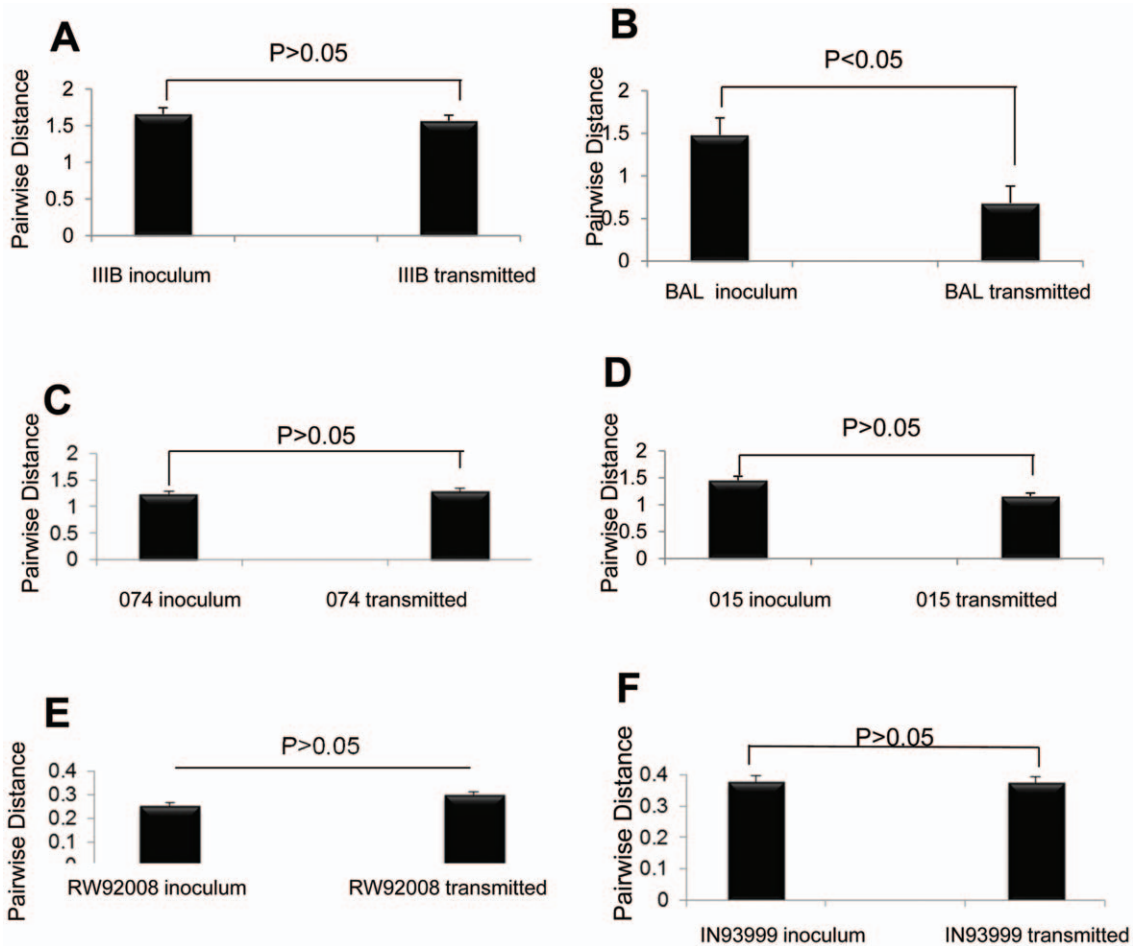 A
P>0.05
Pairwise Distance
2
1.5
1
0.5
0
IIIB inoculum IIIB transmitted
B
P<0.05
Pairwise Distance
2
1.5
1
0.5
0
BAL inoculum BAL transmitted
C
P>0.05
Pairwise Distance
2
1.5
1
0.5
0
074 inoculum 074 transmitted
D
P>0.05
Pairwise Distance
2
1.5
1
0.5
0
015 inoculum 015 transmitted
E
P>0.05
Pairwise Distance
0.4
0.3
0.2
0.1
0
RW92008 inoculum RW92008 transmitted
F
P>0.05
Pairwise Distance
0.4
0.3
0.2
0.1
0
IN93999 inoculum IN93999 transmitted